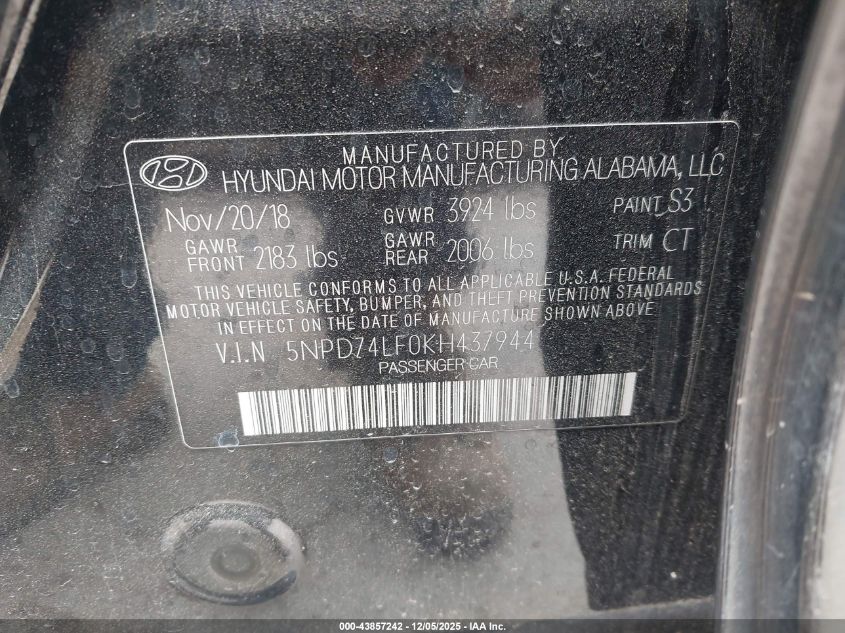 MANUFACTURED BY
HYUNDAI MOTOR MANUFACTURING ALABAMA, LLC
Nov/20/18 GVWR 3924 lbs PAINT S3
GAWR FRONT 2183 lbs GAWR REAR 2006 lbs TRIM CT
THIS VEHICLE CONFORMS TO ALL APPLICABLE U.S.A. FEDERAL
MOTOR VEHICLE SAFETY, BUMPER, AND THEFT PREVENTION STANDARDS
IN EFFECT ON THE DATE OF MANUFACTURE SHOWN ABOVE
V.I.N 5NPD74LF0KH437944
PASSENGER CAR
000-43857242 - 12/05/2025 - IAA Inc.